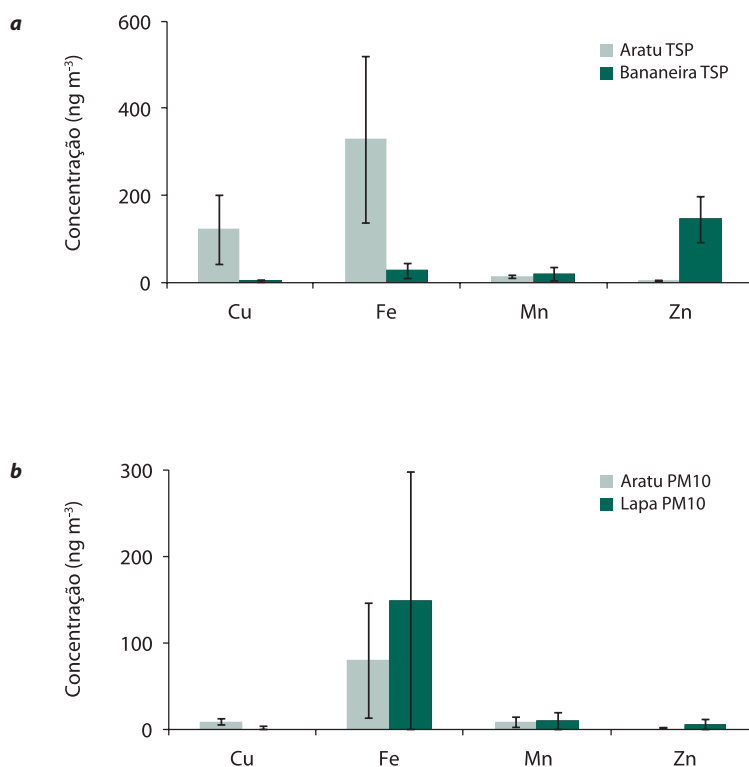 a
Concentração (ng m⁻³)
600
400
200
0
Aratu TSP
Bananeira TSP
Cu Fe Mn Zn
b
Concentração (ng m⁻³)
300
200
100
0
Aratu PM10
Lapa PM10
Cu Fe Mn Zn